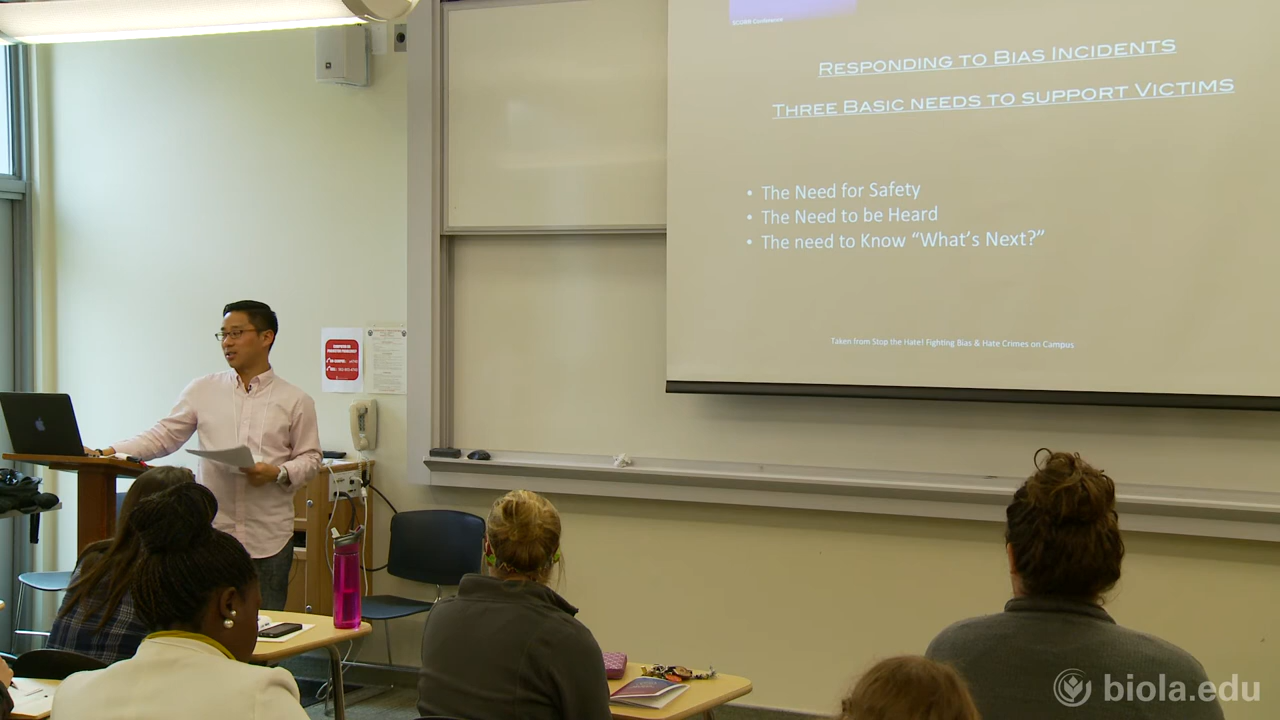 SCORR Conference
Responding to Bias Incidents
Three Basic needs to support Victims
• The Need for Safety
• The Need to be Heard
• The need to Know “What’s Next?”
Taken from Stop the Hate! Fighting Bias & Hate Crimes on Campus
biola.edu